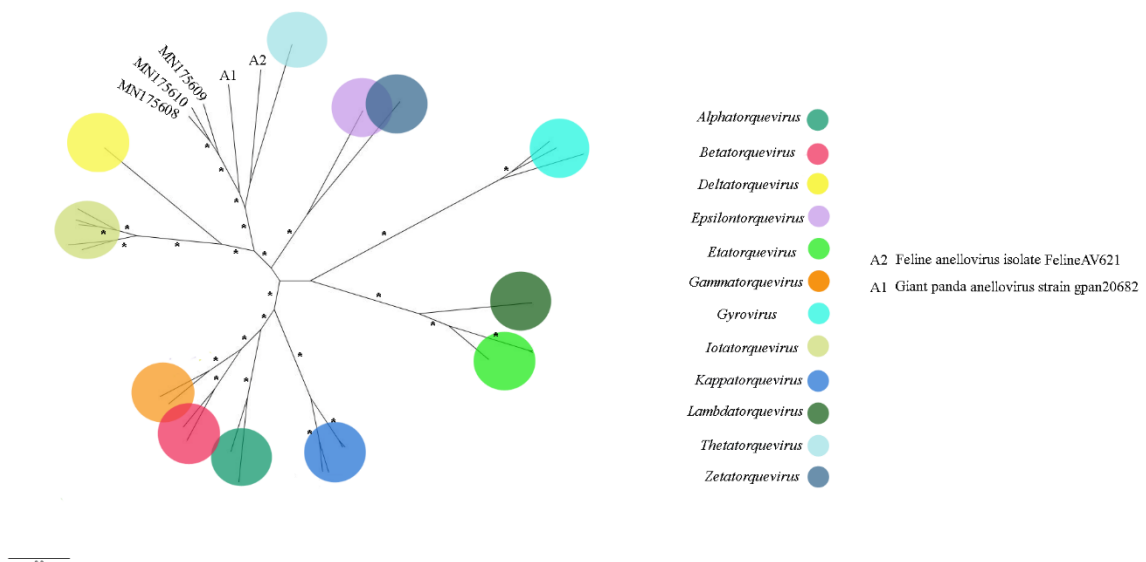 MN175609
MN175610
MN175608
A1
A2
Alphatorquevirus
Betatorquevirus
Deltatorquevirus
Epsilontorquevirus
Etatorquevirus
Gammatorquevirus
Gyrovirus
Iotatorquevirus
Kappatorquevirus
Lambdatorquevirus
Thetatorquevirus
Zetatorquevirus
A2 Feline anellovirus isolate FelineAV621
A1 Giant panda anellovirus strain gpan20682